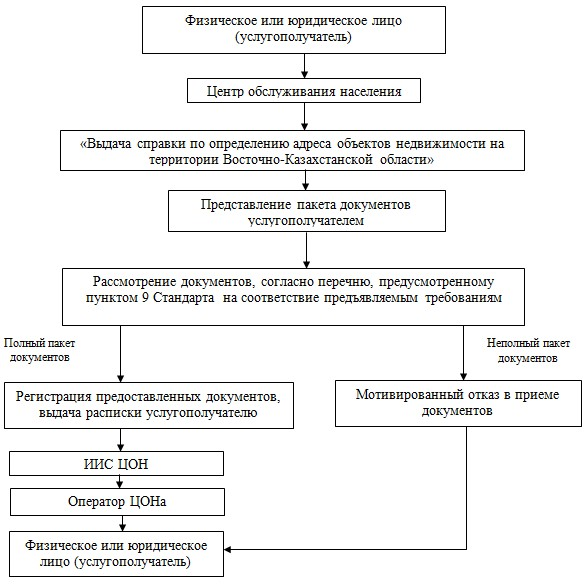 Физическое или юридическое лицо
(услугополучатель)
Центр обслуживания населения
«Выдача справки по определению адреса объектов недвижимости на
территории Восточно-Казахстанской области»
Представление пакета документов
услугополучателем
Рассмотрение документов, согласно перечню, предусмотренному
пунктом 9 Стандарта на соответствие предъявляемым требованиям
Полный пакет
документов
Неполный пакет
документов
Регистрация предоставленных документов,
выдача расписки услугополучателю
Мотивированный отказ в приеме
документов
ИИС ЦОН
Оператор ЦОНа
Физическое или юридическое
лицо (услугополучатель)